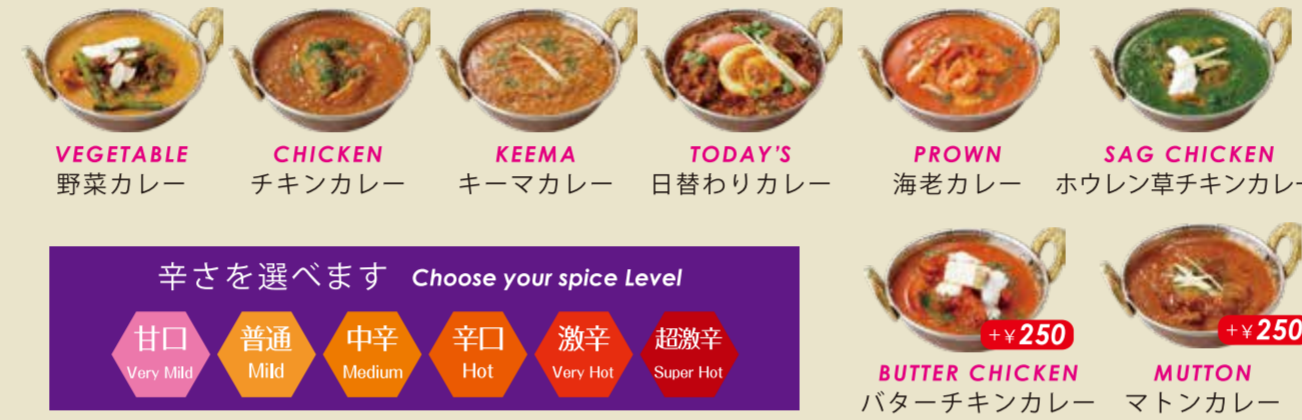 VEGETABLE
野菜カレー
CHICKEN
チキンカレー
KEEMA
キーマカレー
TODAY'S
日替わりカレー
PROWN
海老カレー
SAG CHICKEN
ホウレン草チキンカレー
辛さを選べます Choose your spice Level
甘口
Very Mild
普通
Mild
中辛
Medium
辛口
Hot
激辛
Very Hot
超激辛
Super Hot
+¥250
BUTTER CHICKEN
バターチキンカレー
+¥250
MUTTON
マトンカレー